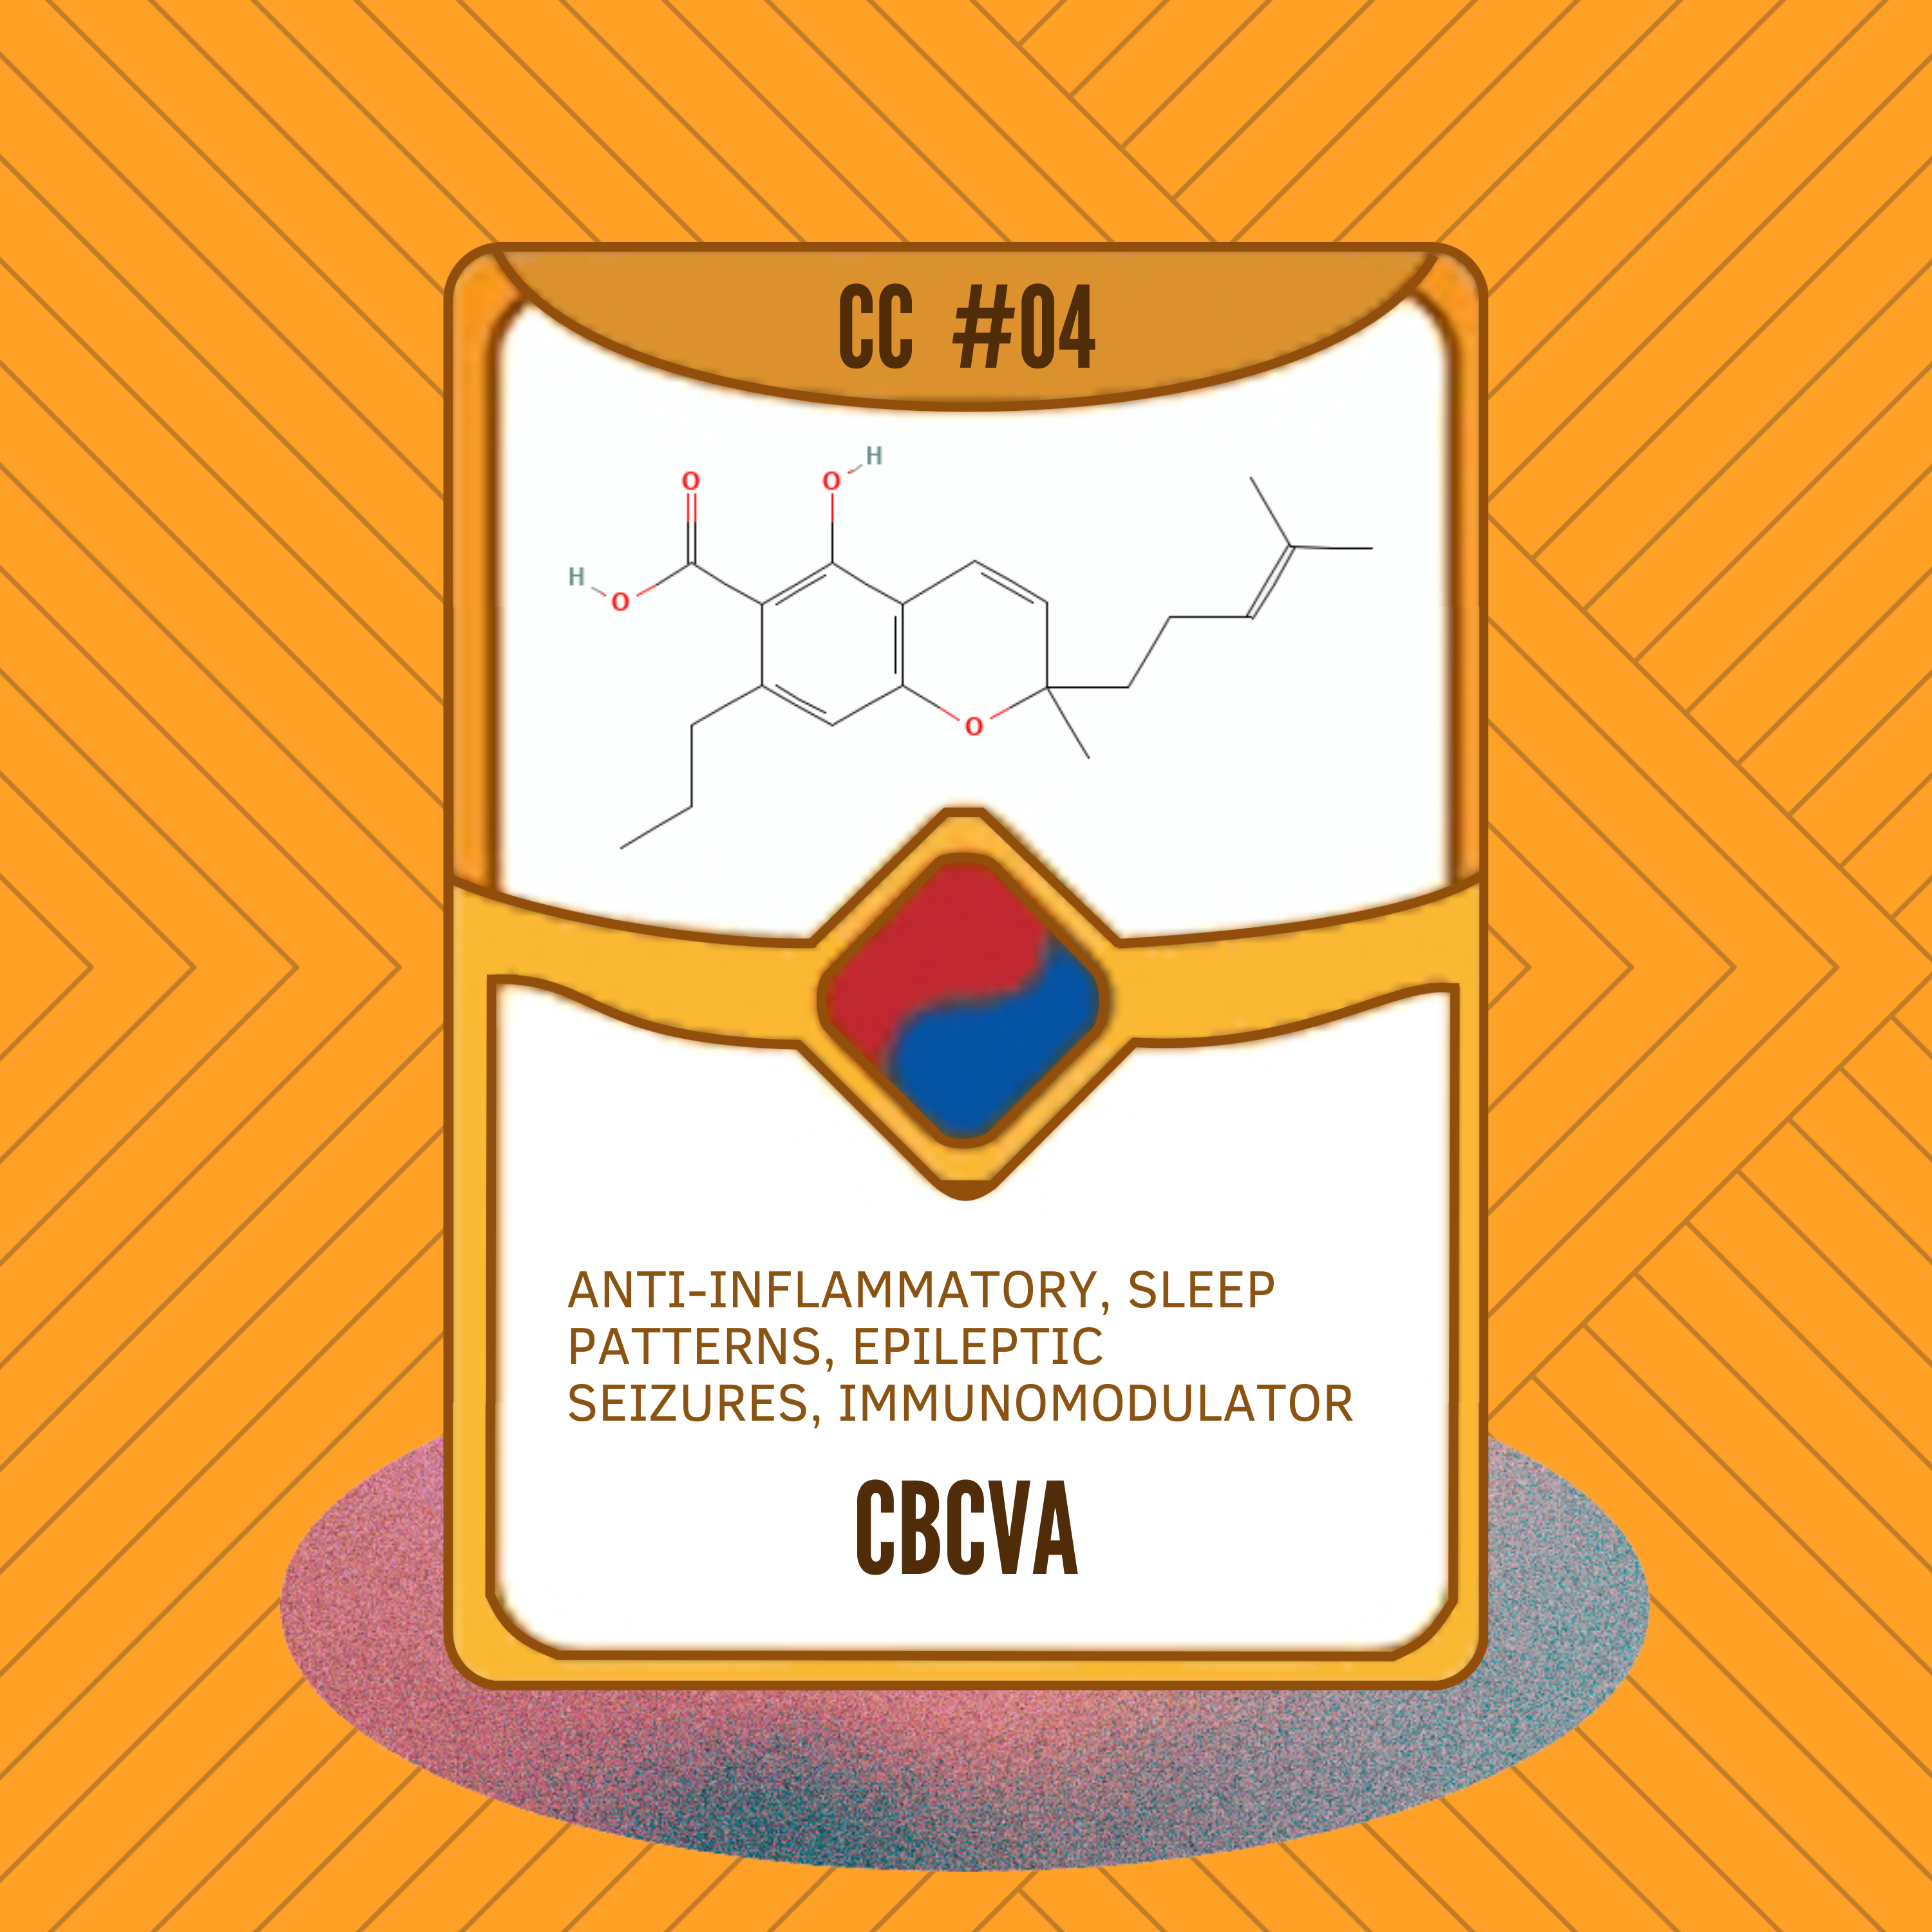 CC #04
O
O
H
H
O
O
ANTI-INFLAMMATORY, SLEEP
PATTERNS, EPILEPTIC
SEIZURES, IMMUNOMODULATOR
CBCVA